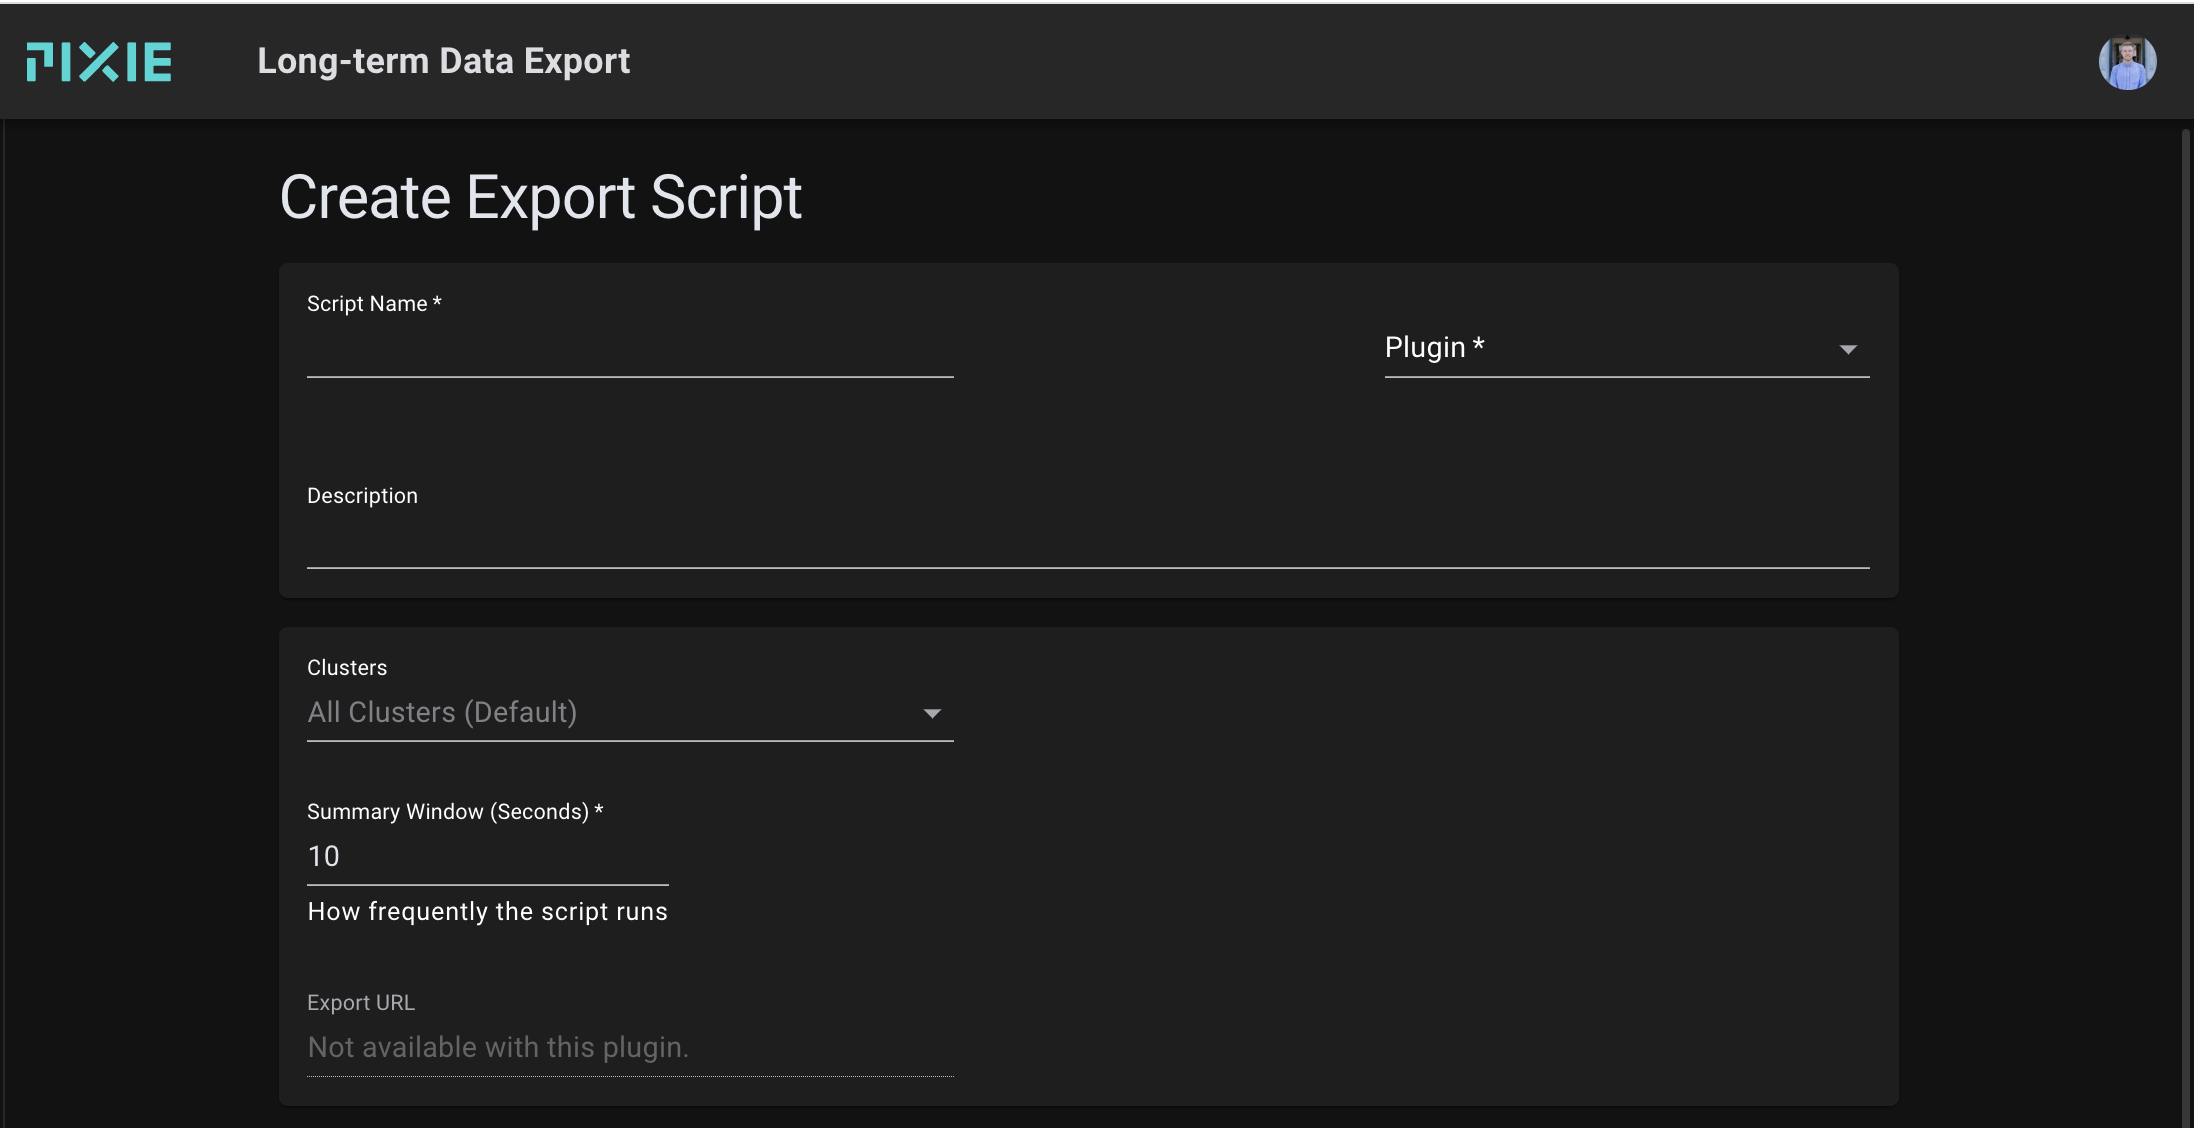 PIXIE
Long-term Data Export
Create Export Script
Script Name *
Plugin *
Description
Clusters
All Clusters (Default)
Summary Window (Seconds) *
10
How frequently the script runs
Export URL
Not available with this plugin.